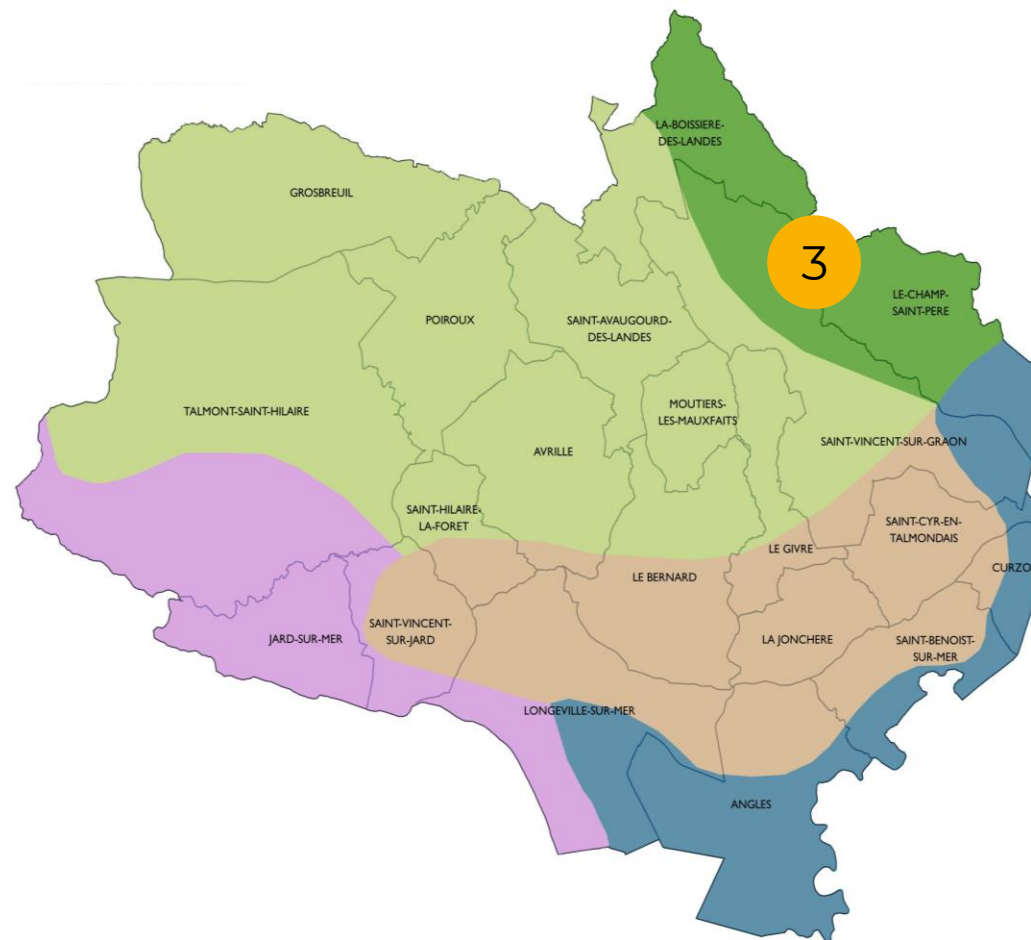 LA-BOISSIERE-
DES-LANDES
GROSBREUIL
3
LE-CHAMP-
SAINT-PERE
POIROUX
SAINT-AVAUGOURD-
DES-LANDES
TALMONT-SAINT-HILAIRE
MOUTIERS-
LES-MAUXFAITS
SAINT-VINCENT-SUR-GRAON
AVRILLE
SAINT-HILAIRE-
LA-FORET
SAINT-CYR-EN-
TALMONDAIS
LE GIVRE
CURZO
LE BERNARD
SAINT-VINCENT-
SUR-JARD
JARD-SUR-MER
LA JONCHERE
SAINT-BENOIST-
SUR-MER
LONGEVILLE-SUR-MER
ANGLES